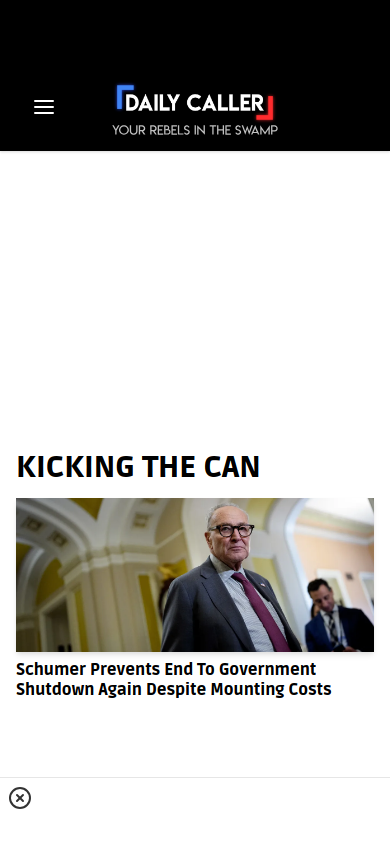 DAILY CALLER
YOUR REBELS IN THE SWAMP
KICKING THE CAN
Schumer Prevents End To Government
Shutdown Again Despite Mounting Costs